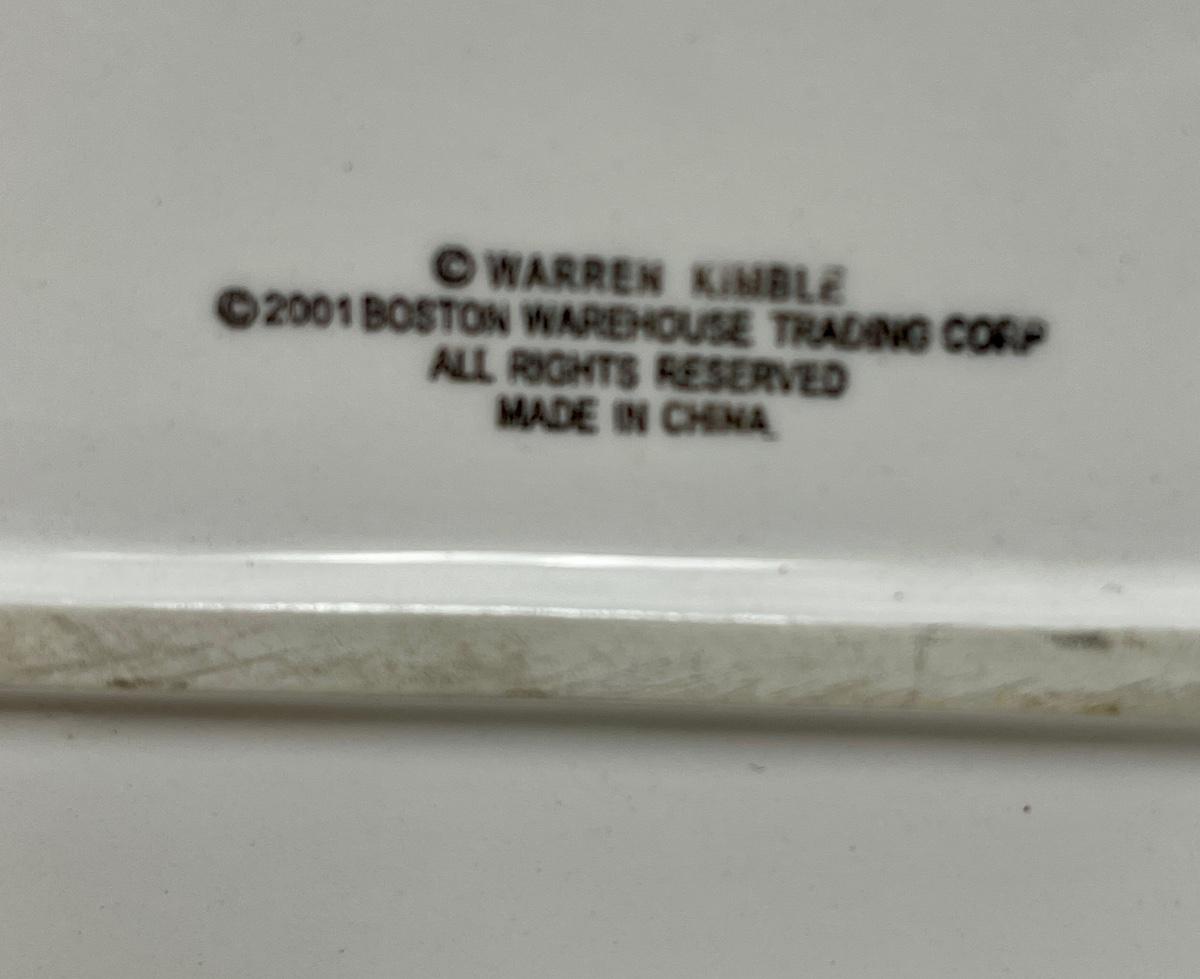 © WARREN KIMBLE
© 2001 BOSTON WAREHOUSE TRADING CORP
ALL RIGHTS RESERVED
MADE IN CHINA